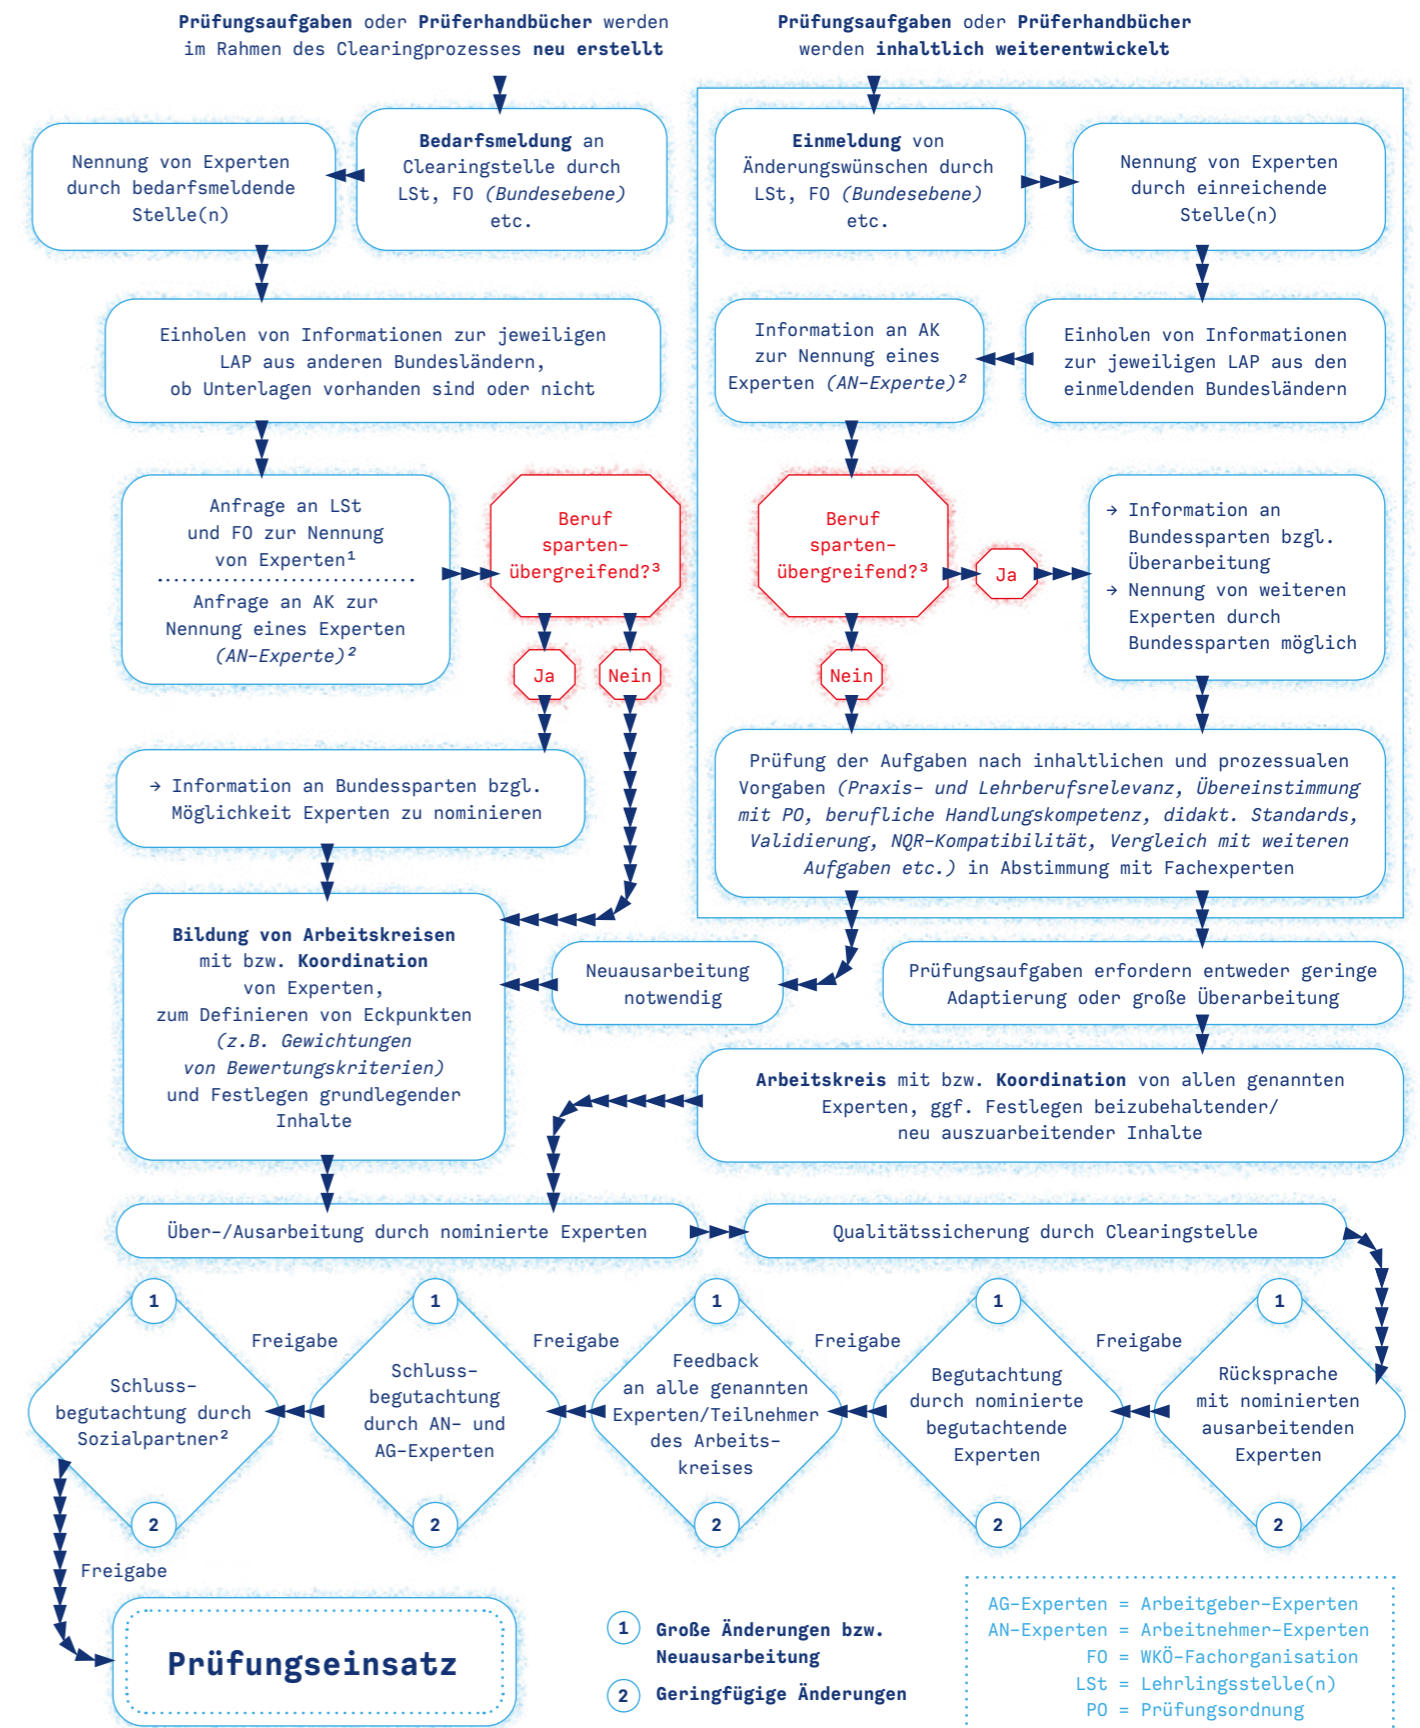 Prüfungsaufgaben oder Prüferhandbücher werden
im Rahmen des Clearingprozesses neu erstellt
Prüfungsaufgaben oder Prüferhandbücher
werden inhaltlich weiterentwickelt
Bedarfsmeldung an
Clearingstelle durch
LSt, FO (Bundesebene)
etc.
Nennung von Experten
durch bedarfsmeldende
Stelle(n)
Einmeldung von
Änderungswünschen durch
LSt, FO (Bundesebene)
etc.
Nennung von Experten
durch einreichende
Stelle(n)
Einholen von Informationen zur jeweiligen
LAP aus anderen Bundesländern,
ob Unterlagen vorhanden sind oder nicht
Information an AK
zur Nennung eines
Experten (AN-Experte)²
Einholen von Informationen
zur jeweiligen LAP aus den
einmeldenden Bundesländern
Anfrage an LSt
und FO zur Nennung
von Experten¹
Anfrage an AK zur
Nennung eines Experten
(AN-Experte)²
Beruf
sparten-
übergreifend?³
Ja
Nein
Beruf
sparten-
übergreifend?³
Ja
Nein
→ Information an
Bundessparten bzgl.
Überarbeitung
→ Nennung von weiteren
Experten durch
Bundessparten möglich
→ Information an Bundessparten bzgl.
Möglichkeit Experten zu nominieren
Prüfung der Aufgaben nach inhaltlichen und prozessualen
Vorgaben (Praxis- und Lehrberufsrelevanz, Übereinstimmung
mit PO, berufliche Handlungskompetenz, didakt. Standards,
Validierung, NQR-Kompatibilität, Vergleich mit weiteren
Aufgaben etc.) in Abstimmung mit Fachexperten
Bildung von Arbeitskreisen
mit bzw. Koordination
von Experten,
zum Definieren von Eckpunkten
(z.B. Gewichtungen
von Bewertungskriterien)
und Festlegen grundlegender
Inhalte
Neuausarbeitung
notwendig
Prüfungsaufgaben erfordern entweder geringe
Adaptierung oder große Überarbeitung
Arbeitskreis mit bzw. Koordination von allen genannten
Experten, ggf. Festlegen beizubehaltender/
neu auszuarbeitender Inhalte
Über-/Ausarbeitung durch nominierte Experten
Qualitätssicherung durch Clearingstelle
1
Schluss-
begutachtung durch
Sozialpartner²
2
Freigabe
1
Schluss-
begutachtung
durch AN- und
AG-Experten
2
Freigabe
1
Feedback
an alle genannten
Experten/Teilnehmer
des Arbeits-
kreises
2
Freigabe
1
Begutachtung
durch nominierte
begutachtende
Experten
2
Freigabe
1
Rücksprache
mit nominierten
ausarbeitenden
Experten
2
Freigabe
Prüfungseinsatz
1 Große Änderungen bzw.
Neuausarbeitung
2 Geringfügige Änderungen
AG-Experten = Arbeitgeber-Experten
AN-Experten = Arbeitnehmer-Experten
FO = WKÖ-Fachorganisation
LSt = Lehrlingsstelle(n)
PO = Prüfungsordnung